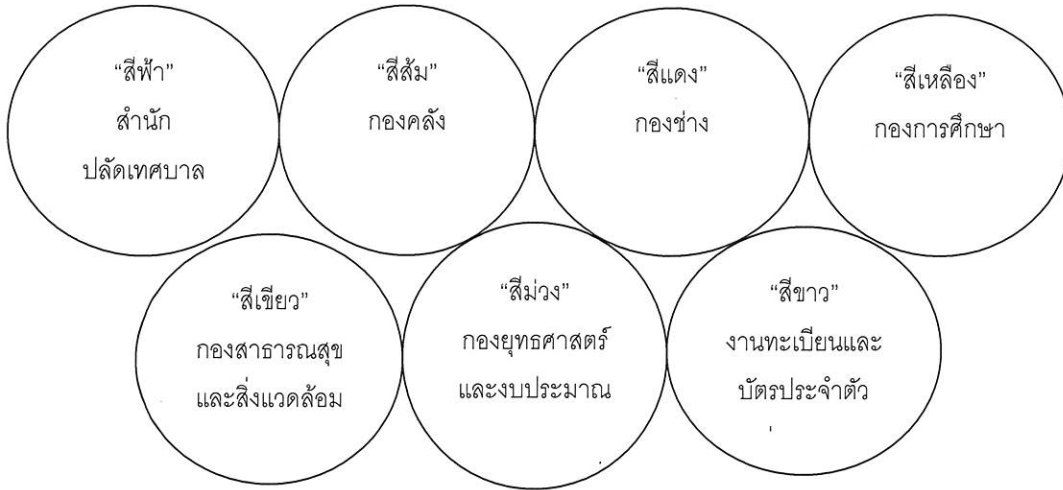 “สีฟ้า”
สำนัก
ปลัดเทศบาล
“สีส้ม”
กองคลัง
“สีแดง”
กองช่าง
“สีเหลือง”
กองการศึกษา
“สีเขียว”
กองสาธารณสุข
และสิ่งแวดล้อม
“สีม่วง”
กองยุทธศาสตร์
และงบประมาณ
“สีขาว”
งานทะเบียนและ
บัตรประจำตัว